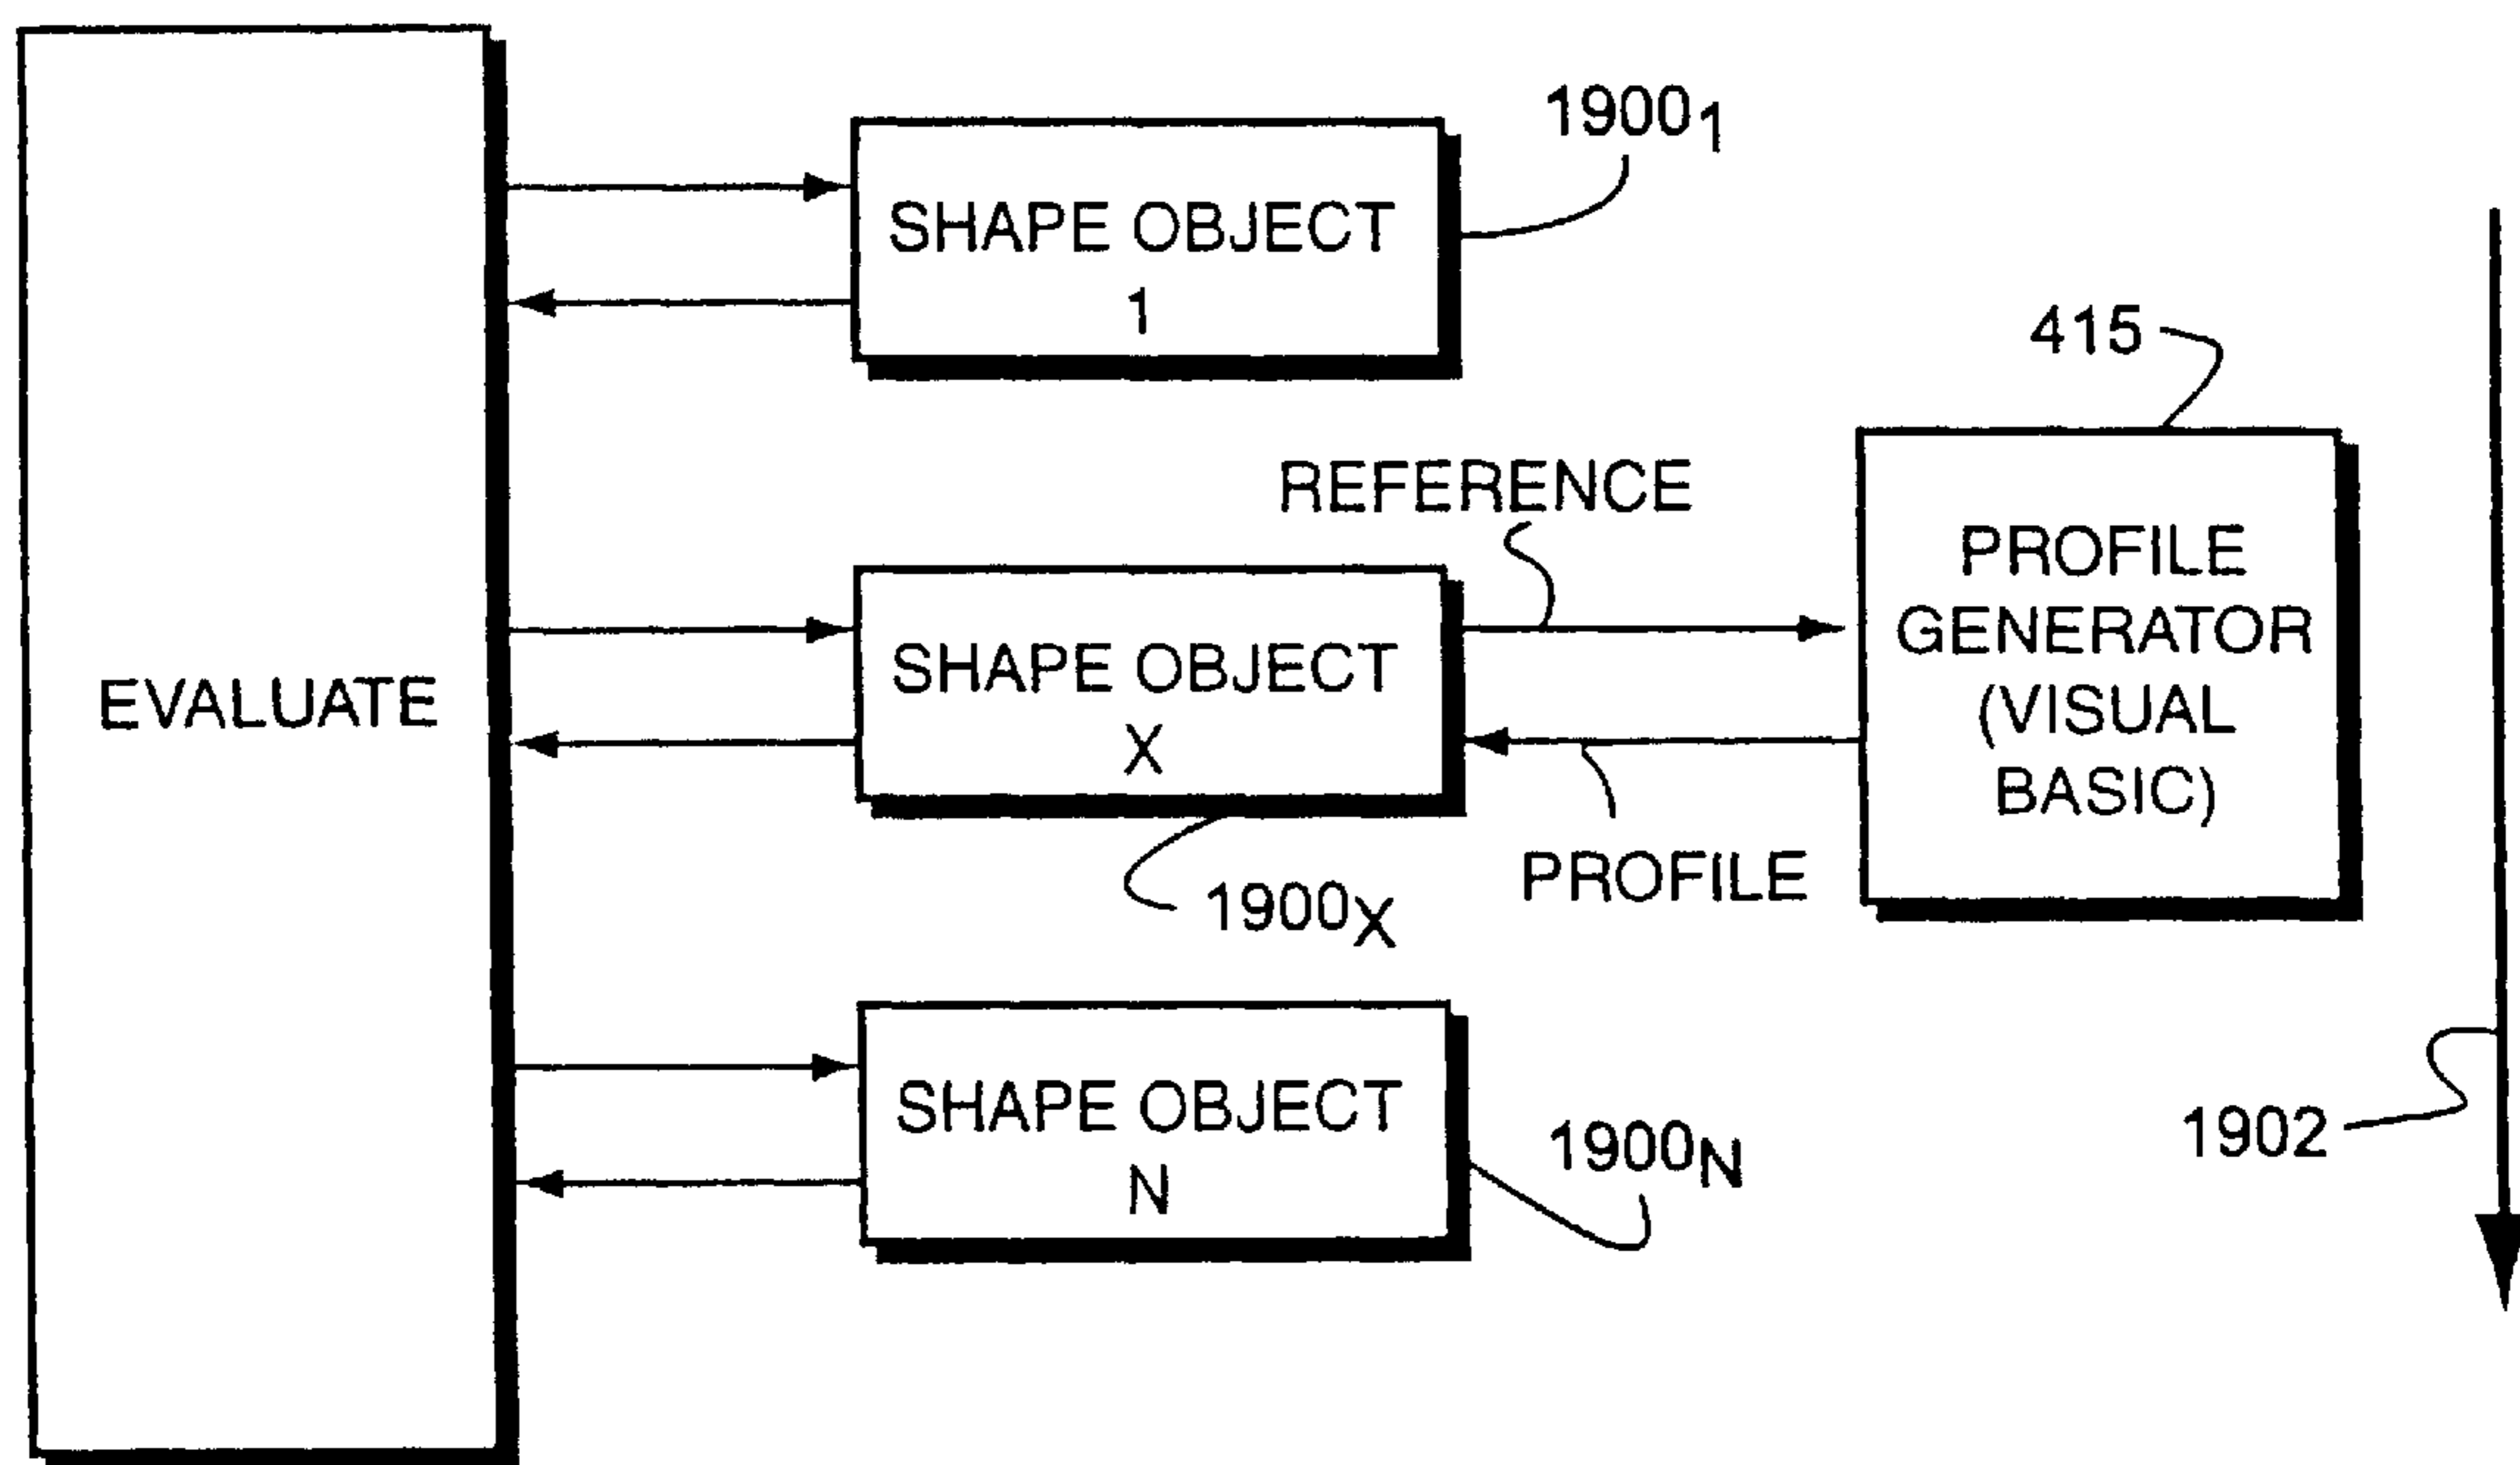 1900₁
SHAPE OBJECT
1
415
REFERENCE
PROFILE
GENERATOR
(VISUAL
BASIC)
EVALUATE
SHAPE OBJECT
X
PROFILE
1900X
SHAPE OBJECT
N
1900N
1902